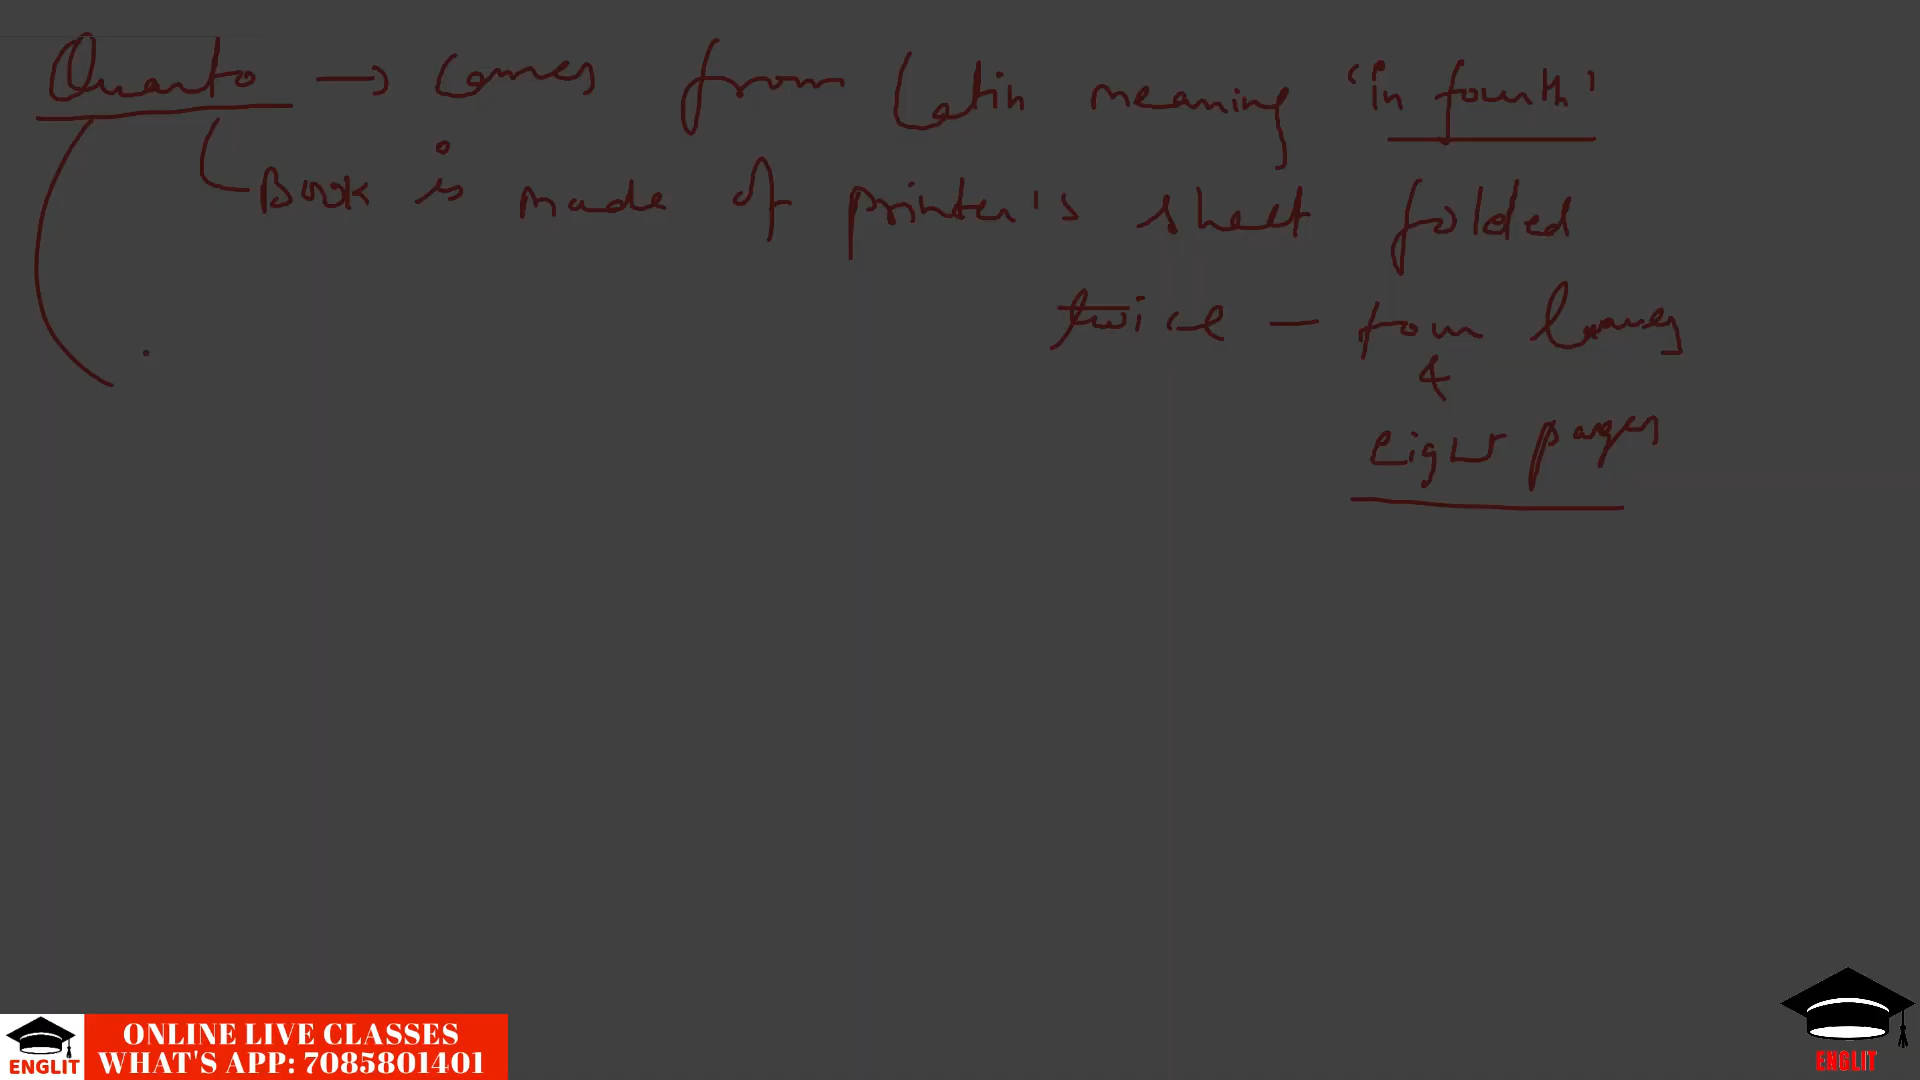 Quarto → comes from Latin meaning 'in fourth'
Book is made of printer's sheet folded
twice — four leaves
&
eight pages
ENGLIT
ONLINE LIVE CLASSES
WHAT'S APP: 7085801401
ENGLIT